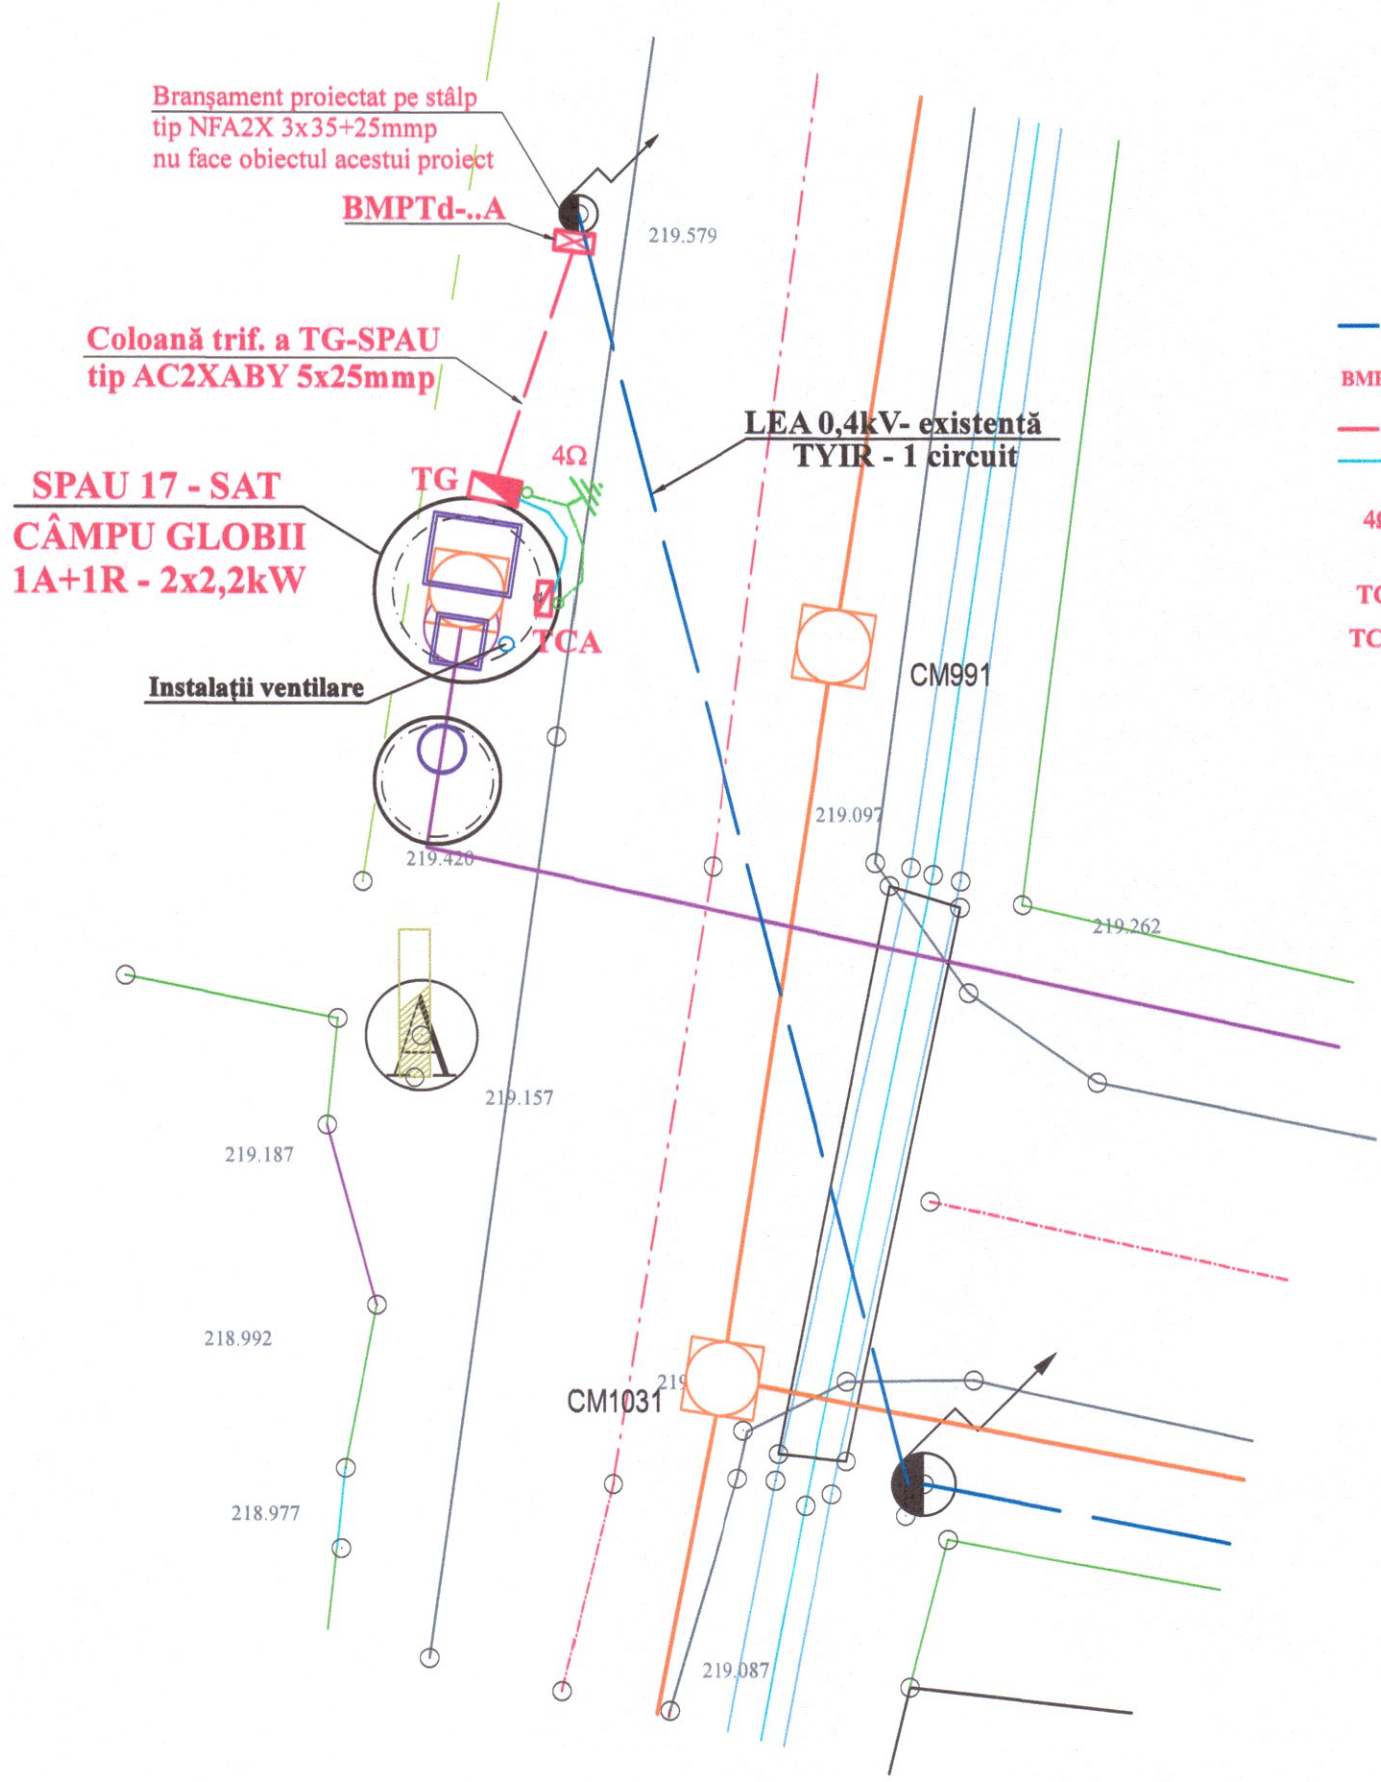 Branșament proiectat pe stâlp
tip NFA2X 3x35+25mmp
nu face obiectul acestui proiect
BMPTd-..A
219.579
Coloană trif. a TG-SPAU
tip AC2XABY 5x25mmp
LEA 0,4kV- existentă
TYIR - 1 circuit
TG
4Ω
SPAU 17 - SAT
CÂMPU GLOBII
1A+1R - 2x2,2kW
TCA
Instalații ventilare
CM991
219.097
219.420
219.262
A
219.157
219.187
218.992
CM1031
218.977
219.087